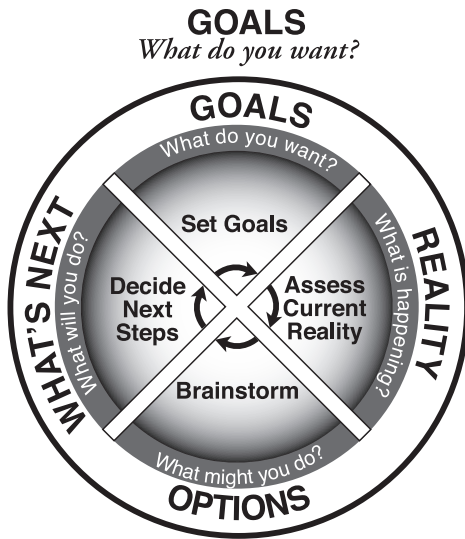 GOALS
What do you want?
GOALS
What do you want?
Set Goals
REALITY
What is happening?
Assess
Current
Reality
OPTIONS
What might you do?
Brainstorm
WHAT'S NEXT
What will you do?
Decide
Next
Steps